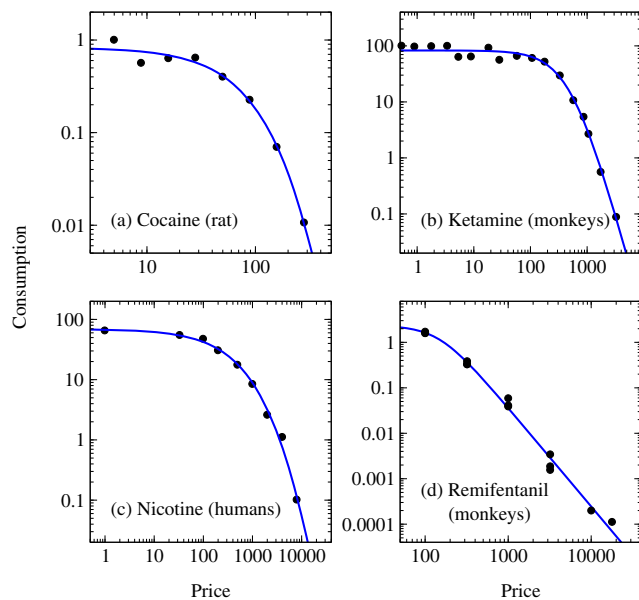 1
0.1
0.01
10 100
(a) Cocaine (rat)
100
10
1
0.1
1 10 100 1000
(b) Ketamine (monkeys)
Consumption
100
10
1
0.1
1 10 100 1000 10000
(c) Nicotine (humans)
Price
1
0.1
0.01
0.001
0.0001
100 1000 10000
(d) Remifentanil
(monkeys)
Price